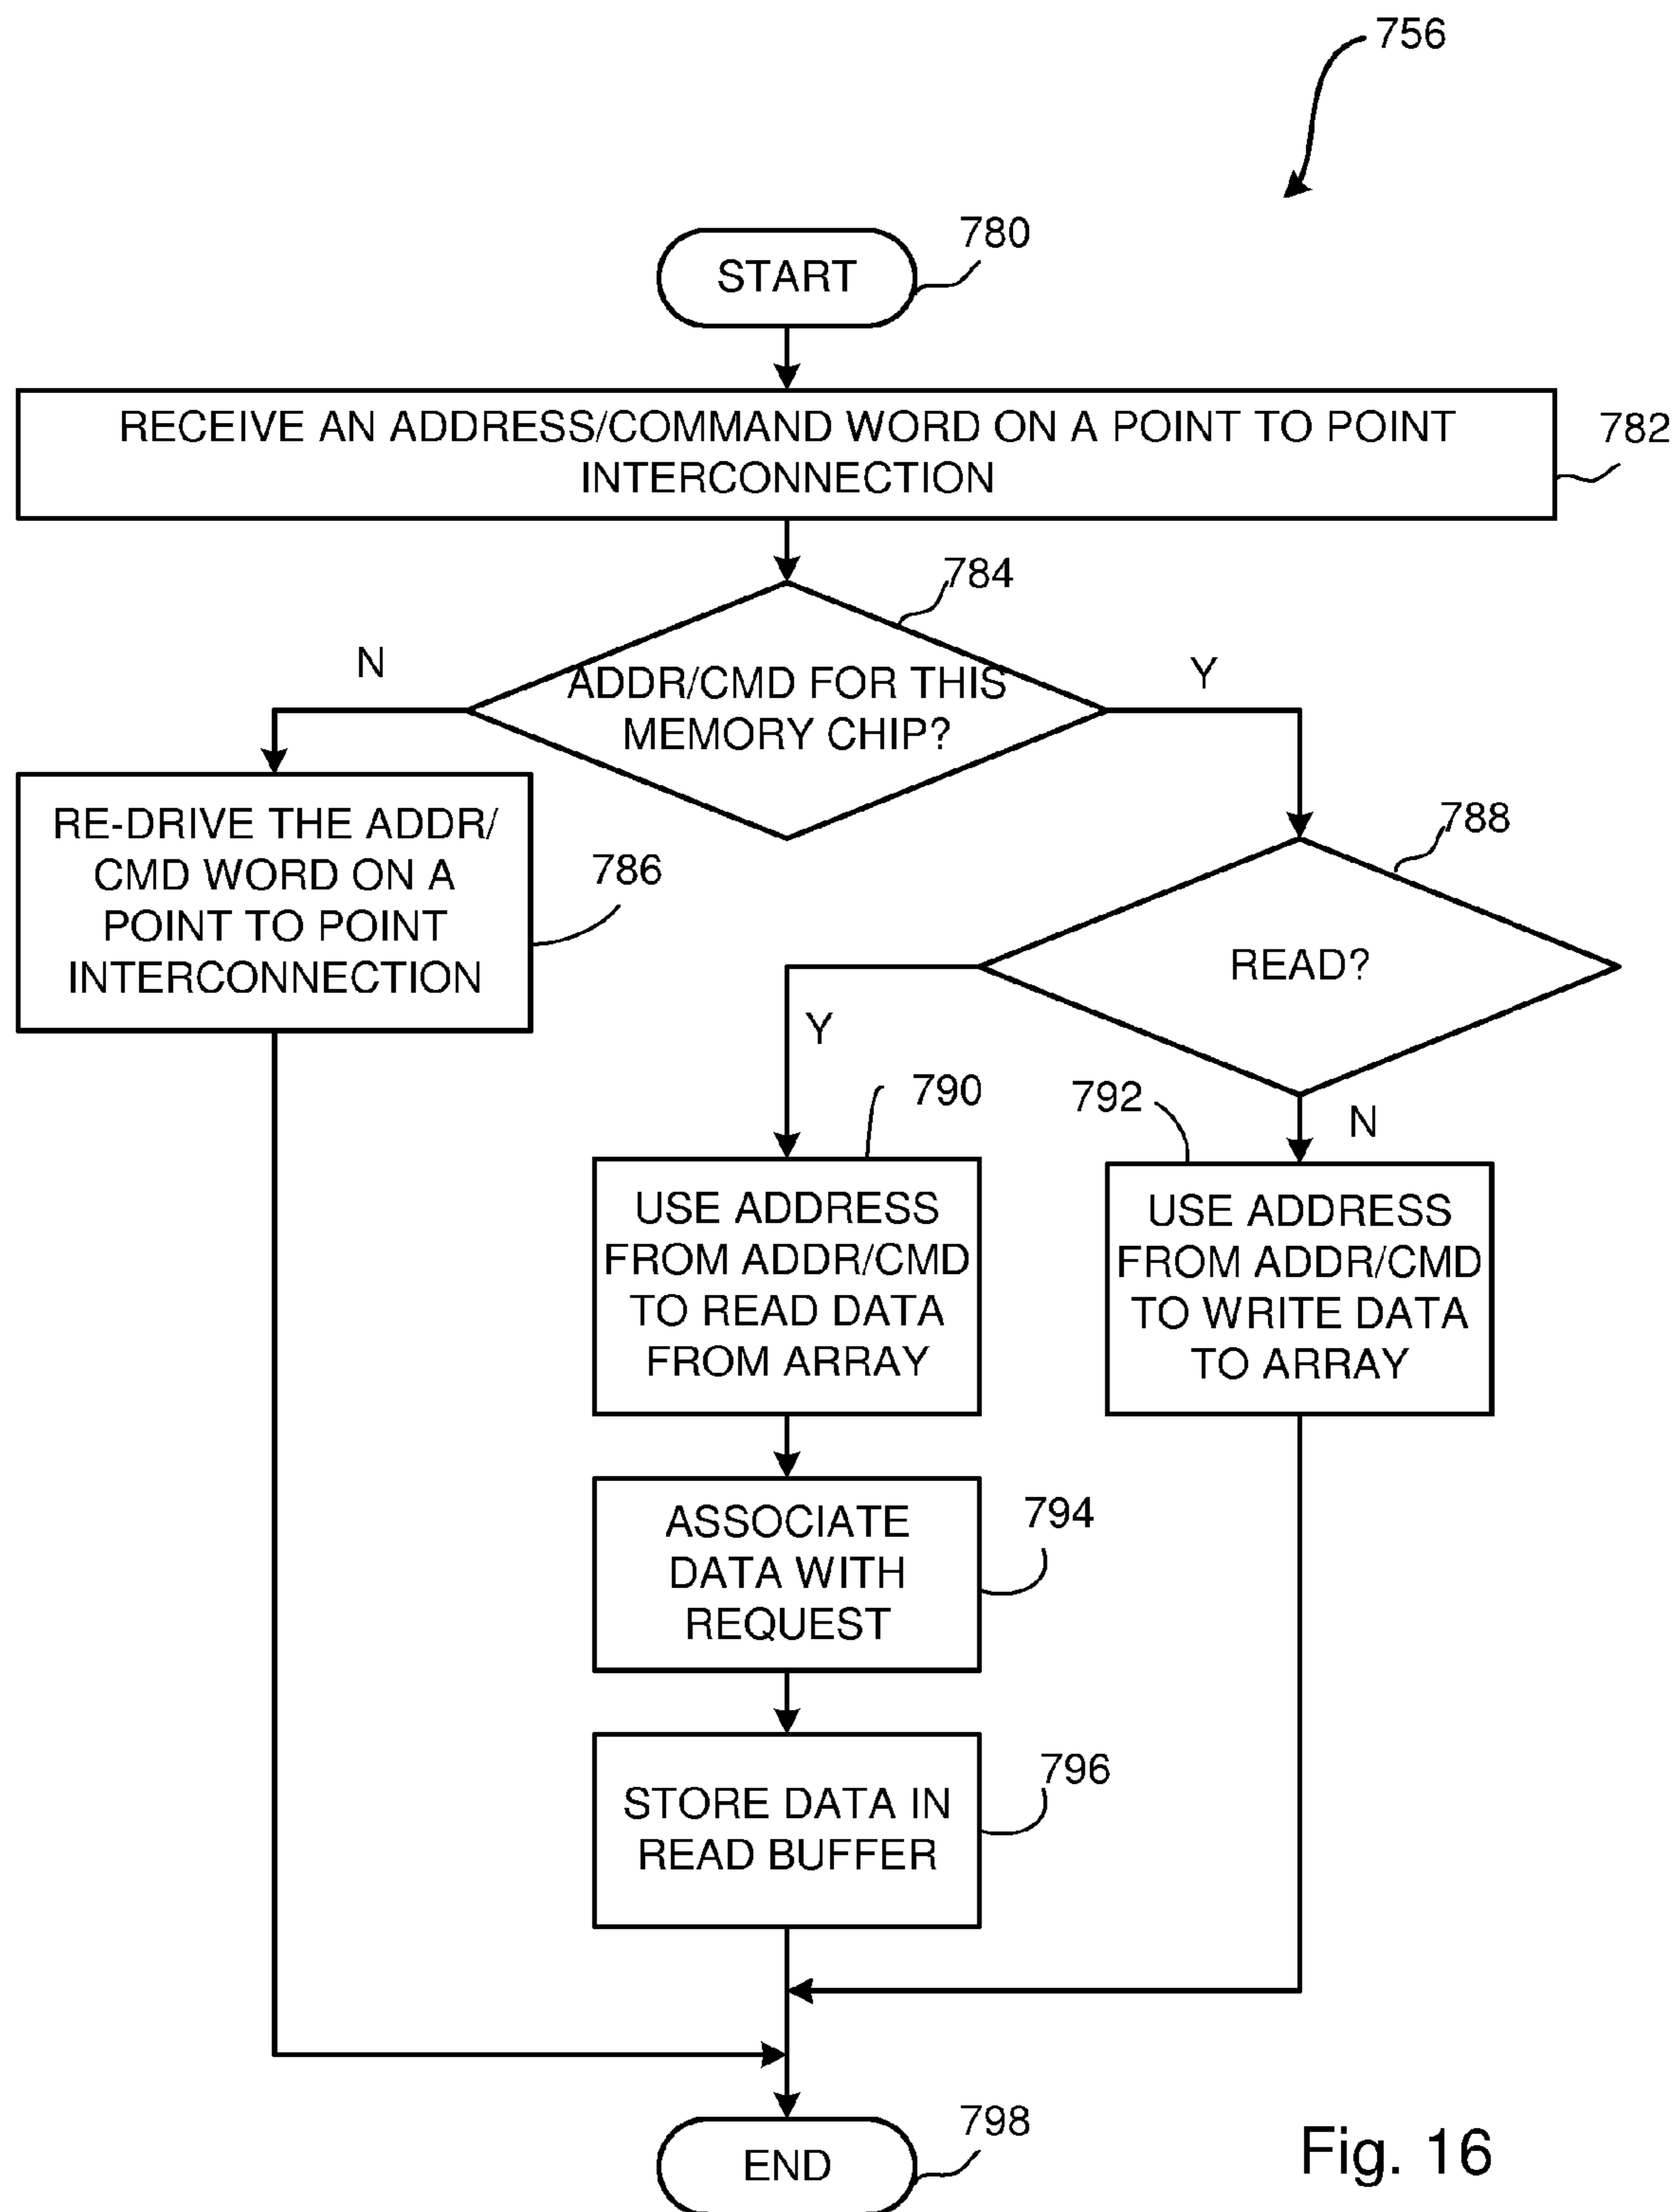 756
780
START
RECEIVE AN ADDRESS/COMMAND WORD ON A POINT TO POINT
INTERCONNECTION
782
784
N
ADDR/CMD FOR THIS
MEMORY CHIP?
Y
RE-DRIVE THE ADDR/
CMD WORD ON A
POINT TO POINT
INTERCONNECTION
786
788
READ?
Y
790
792
N
USE ADDRESS
FROM ADDR/CMD
TO READ DATA
FROM ARRAY
USE ADDRESS
FROM ADDR/CMD
TO WRITE DATA
TO ARRAY
ASSOCIATE
DATA WITH
REQUEST
794
STORE DATA IN
READ BUFFER
796
END
798
Fig. 16